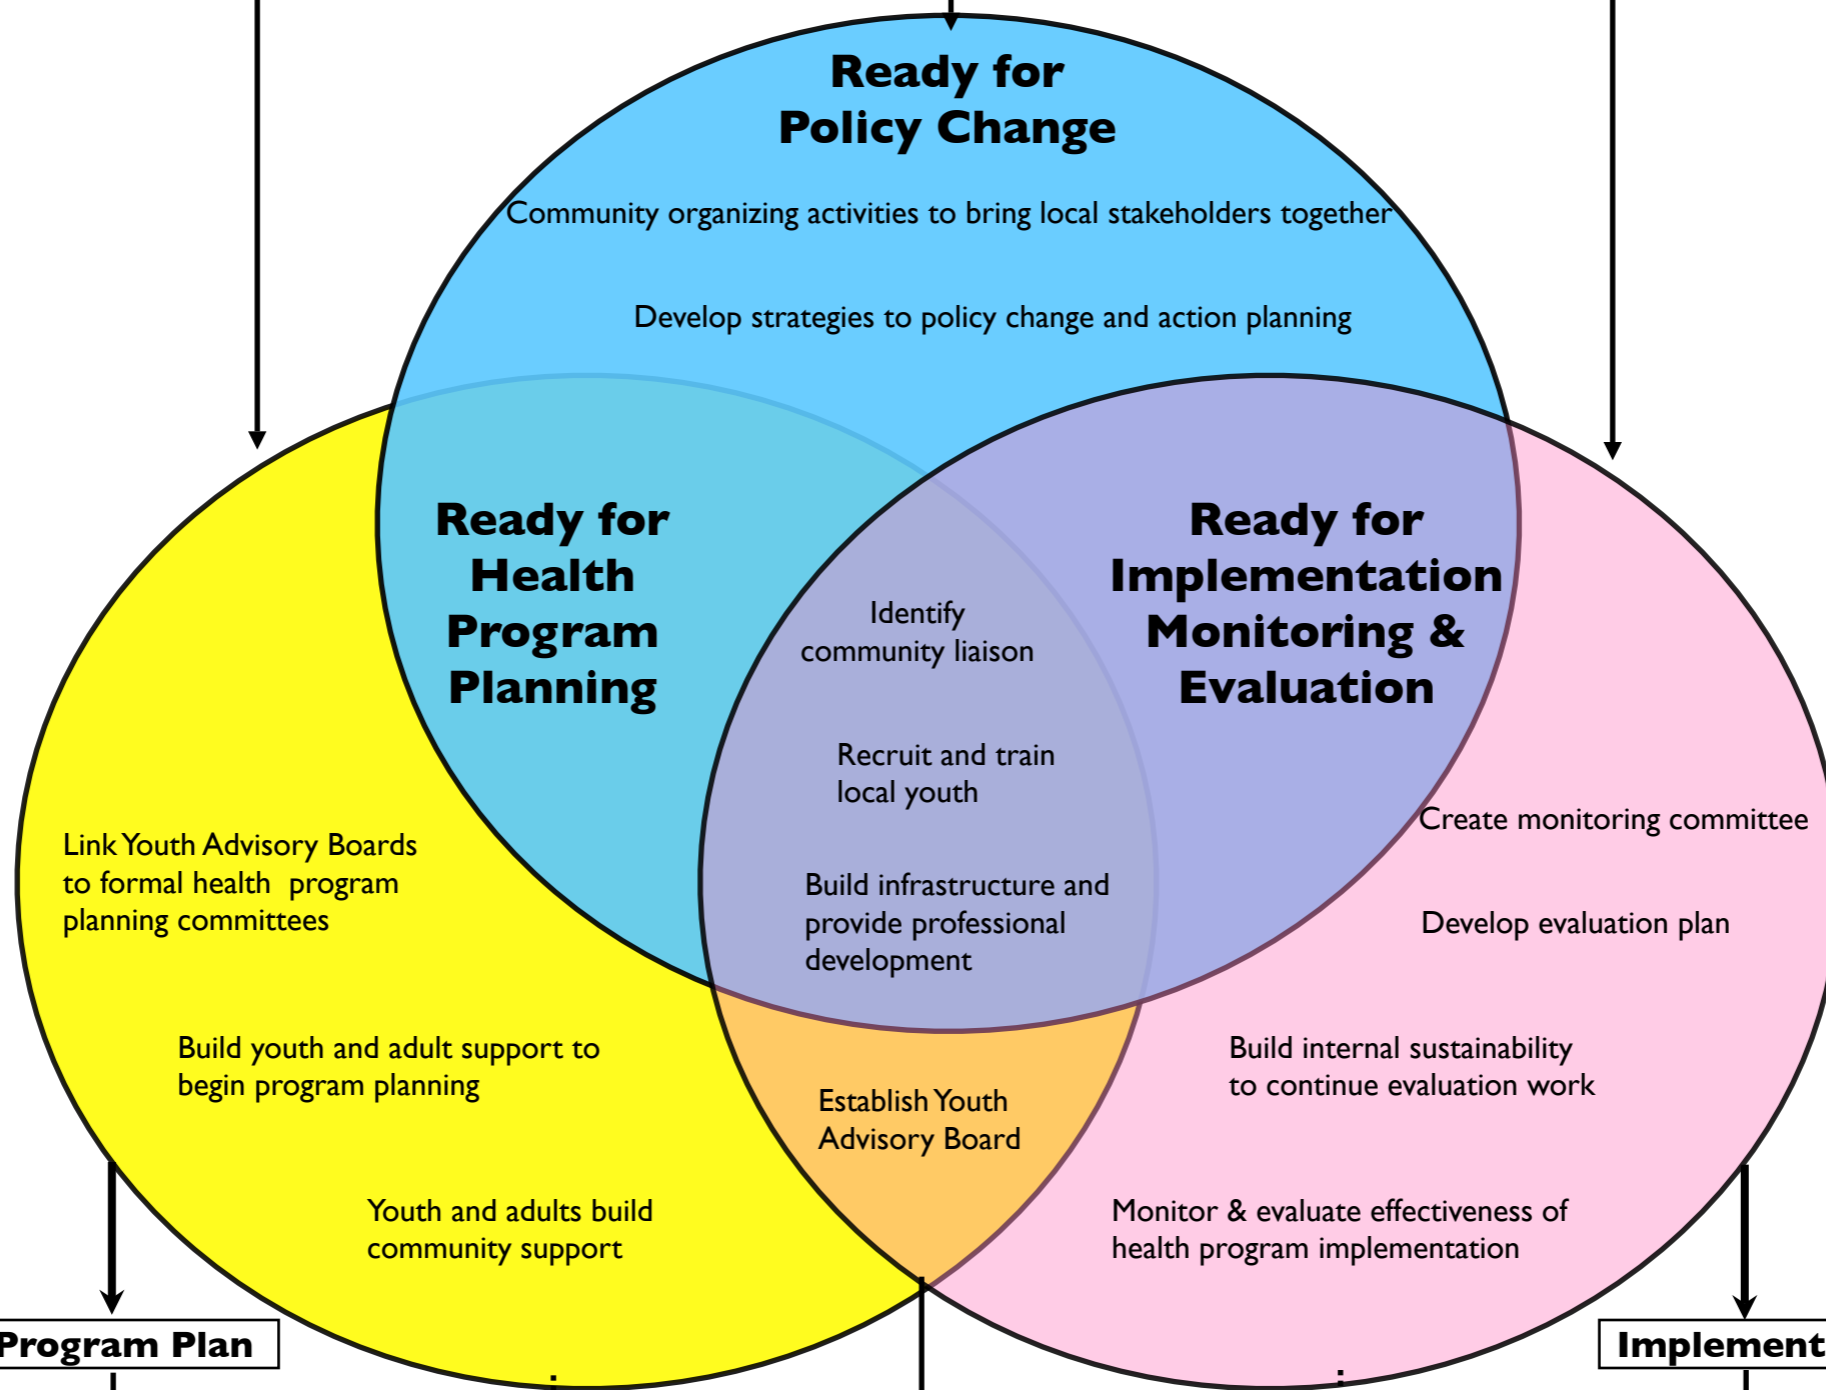 Ready for
Policy Change
Community organizing activities to bring local stakeholders together
Develop strategies to policy change and action planning
Ready for
Health
Program
Planning
Ready for
Implementation
Monitoring &
Evaluation
Identify
community liaison
Recruit and train
local youth
Build infrastructure and
provide professional
development
Link Youth Advisory Boards
to formal health program
planning committees
Create monitoring committee
Develop evaluation plan
Build youth and adult support to
begin program planning
Build internal sustainability
to continue evaluation work
Establish Youth
Advisory Board
Youth and adults build
community support
Monitor & evaluate effectiveness of
health program implementation
Program Plan
Implement